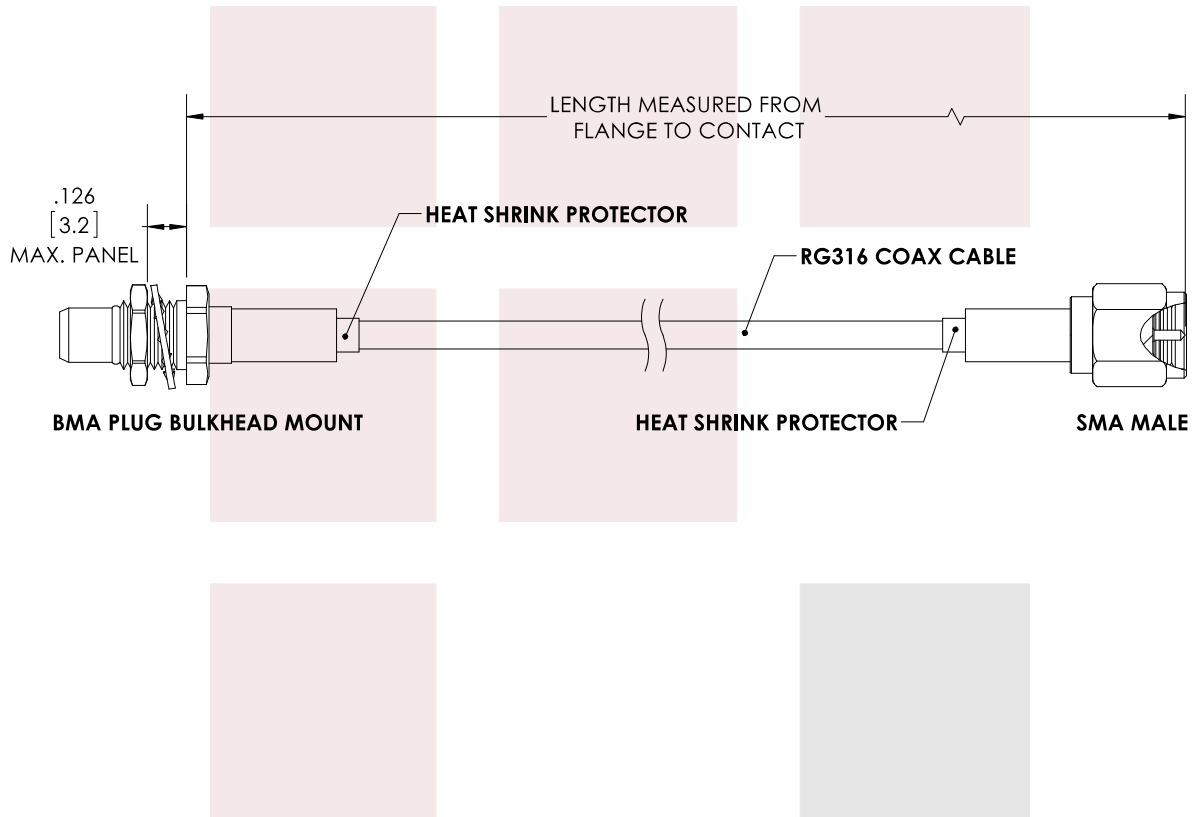 LENGTH MEASURED FROM
FLANGE TO CONTACT
.126
[3.2]
MAX. PANEL
HEAT SHRINK PROTECTOR
RG316 COAX CABLE
BMA PLUG BULKHEAD MOUNT
HEAT SHRINK PROTECTOR
SMA MALE